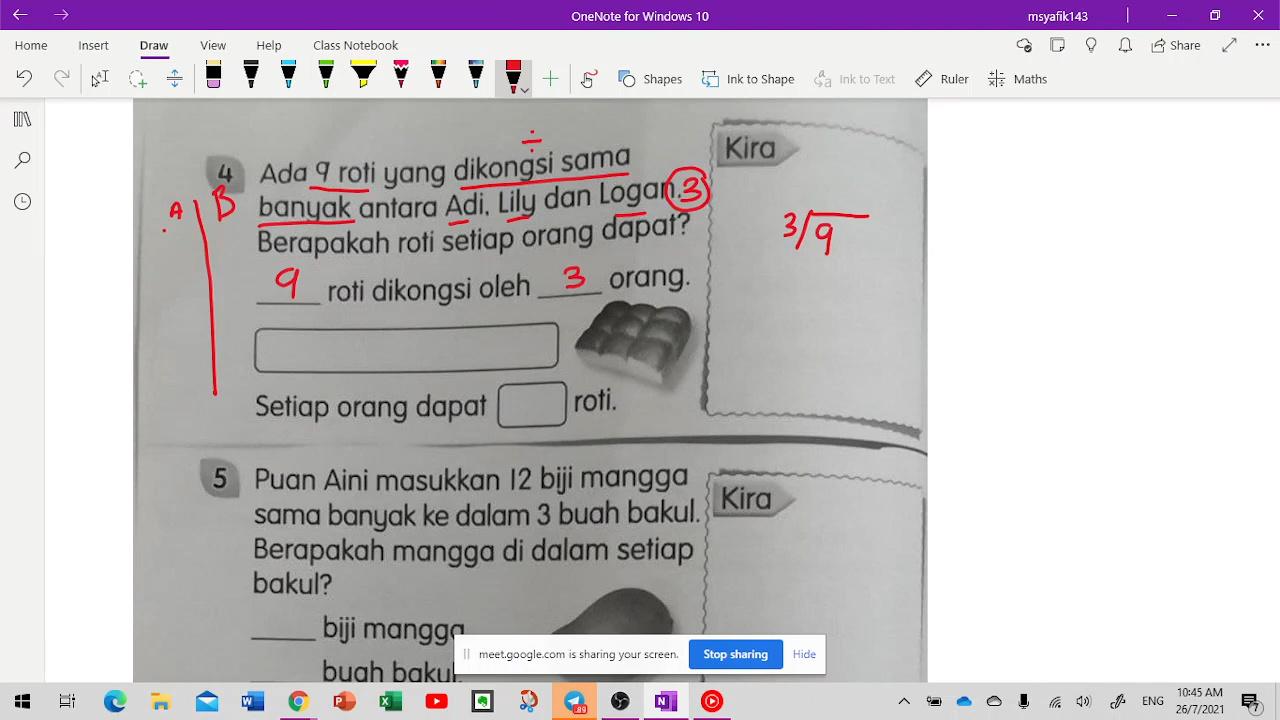 OneNote for Windows 10
msyafik143
Home Insert Draw View Help Class Notebook
Share
Shapes Ink to Shape Ink to Text Ruler Maths
÷
4 Ada 9 roti yang dikongsi sama
A B banyak antara Adi, Lily dan Logan. 3
Berapakah roti setiap orang dapat?
9 roti dikongsi oleh 3 orang.
Setiap orang dapat roti.
Kira
3 9
5 Puan Aini masukkan 12 biji mangga
sama banyak ke dalam 3 buah bakul.
Berapakah mangga di dalam setiap
bakul?
biji mangga
buah bakul
Kira
meet.google.com is sharing your screen. Stop sharing Hide
89
10:45 AM
26/7/2021
7